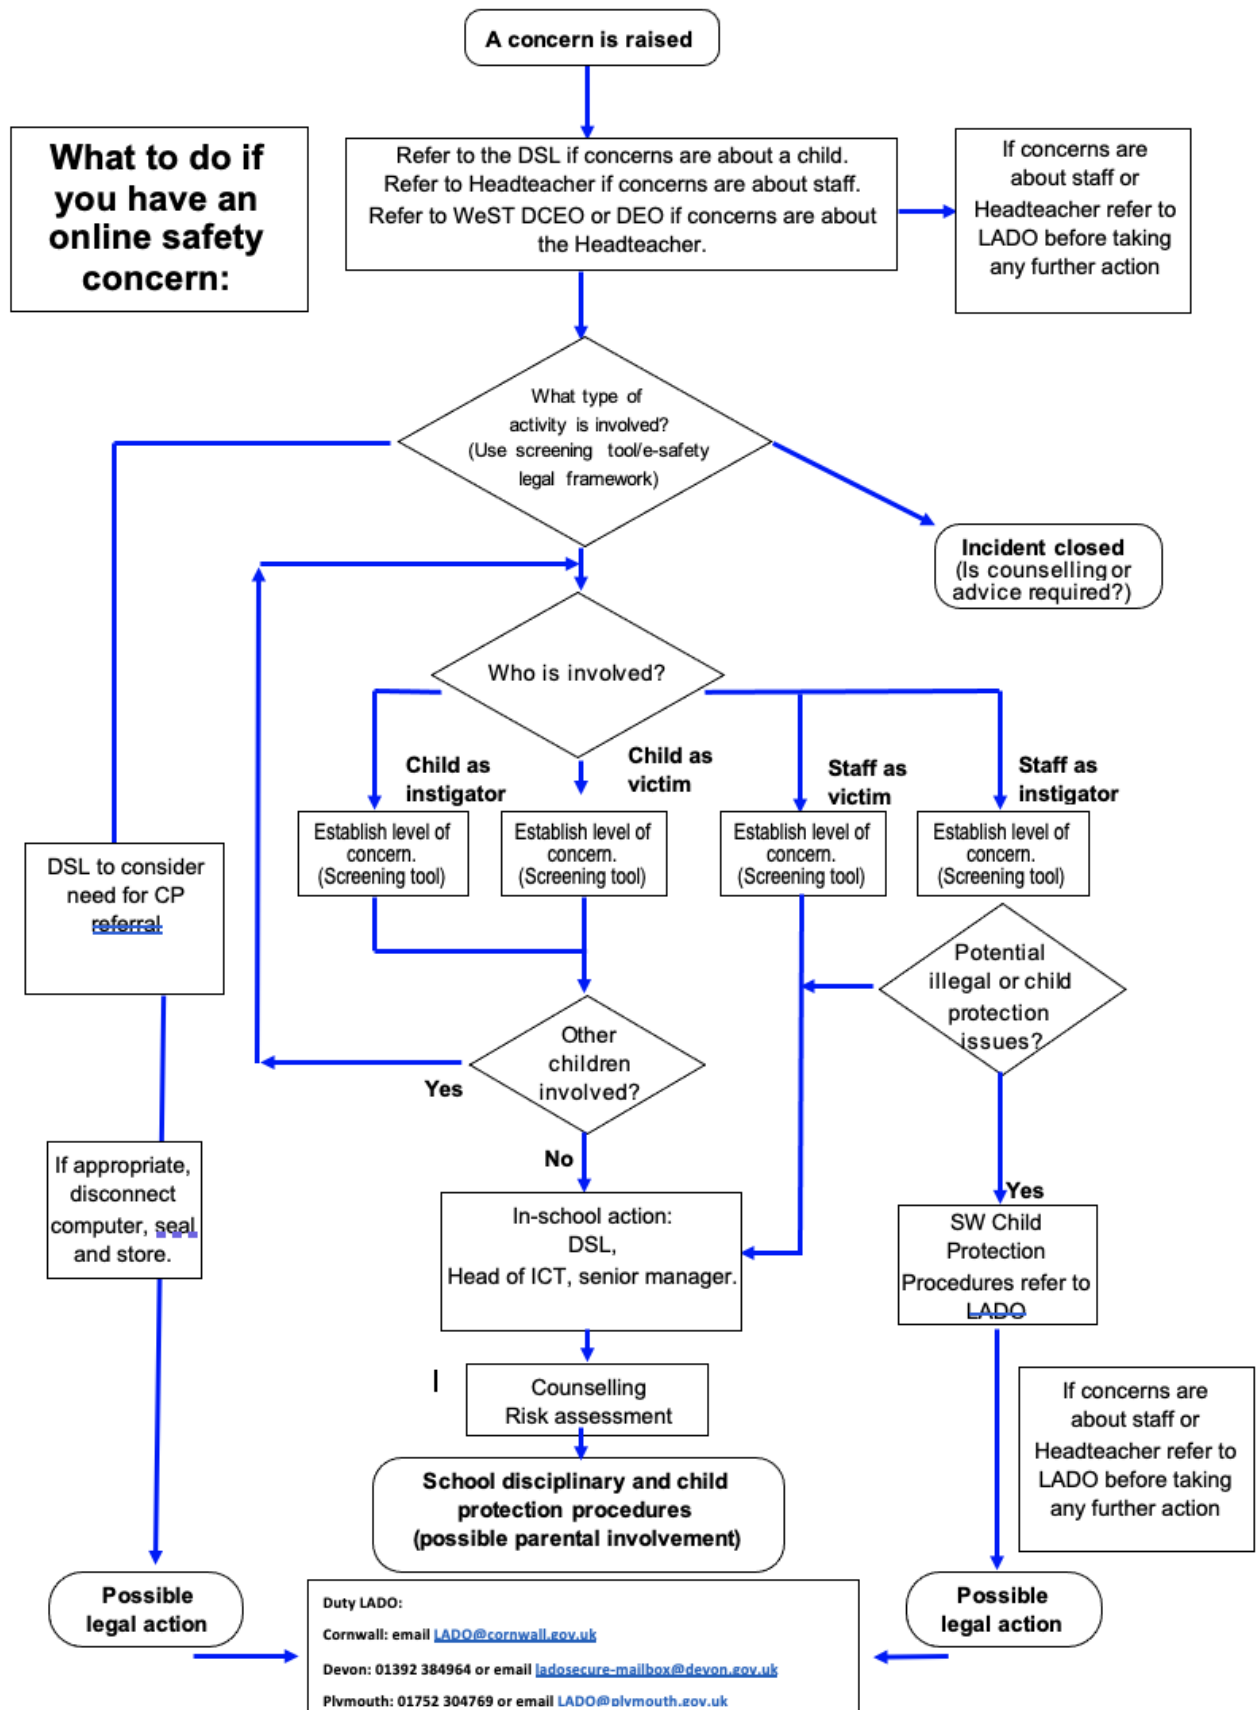 A concern is raised
What to do if
you have an
online safety
concern:
Refer to the DSL if concerns are about a child.
Refer to Headteacher if concerns are about staff.
Refer to WeST DCEO or DEO if concerns are about
the Headteacher.
If concerns are
about staff or
Headteacher refer to
LADO before taking
any further action
What type of
activity is involved?
(Use screening tool/e-safety
legal framework)
Incident closed
(Is counselling or
advice required?)
Who is involved?
Child as
instigator
Child as
victim
Staff as
victim
Staff as
instigator
Establish level of
concern.
(Screening tool)
Establish level of
concern.
(Screening tool)
Establish level of
concern.
(Screening tool)
Establish level of
concern.
(Screening tool)
DSL to consider
need for CP
referral
Potential
illegal or child
protection
issues?
Other
children
involved?
Yes
No
If appropriate,
disconnect
computer, seal
and store.
In-school action:
DSL,
Head of ICT, senior manager.
Yes
SW Child
Protection
Procedures refer to
LADO
Counselling
Risk assessment
If concerns are
about staff or
Headteacher refer to
LADO before taking
any further action
School disciplinary and child
protection procedures
(possible parental involvement)
Possible
legal action
Possible
legal action
Duty LADO:
Cornwall: email LADO@cornwall.gov.uk
Devon: 01392 384964 or email ladosecure-mailbox@devon.gov.uk
Plymouth: 01752 304769 or email LADO@plymouth.gov.uk